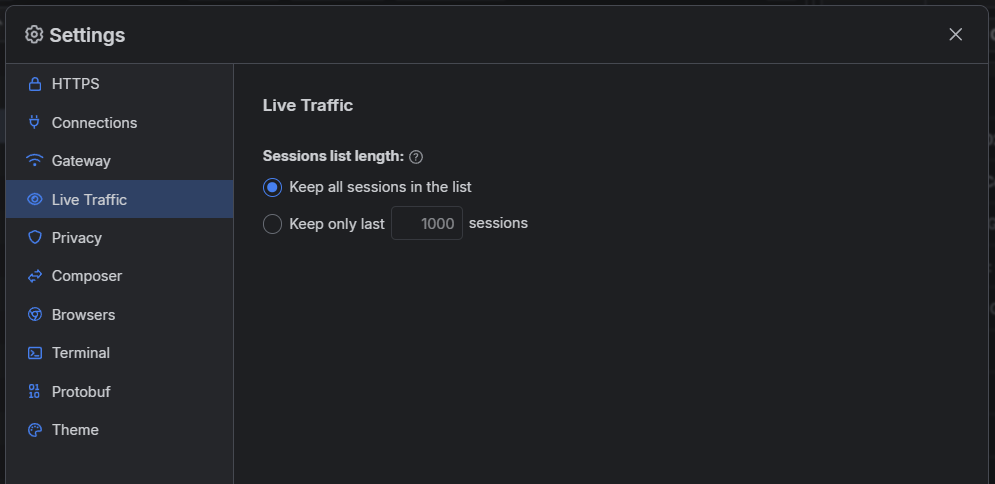 Settings
HTTPS
Connections
Gateway
Live Traffic
Privacy
Composer
Browsers
Terminal
Protobuf
Theme
Live Traffic
Sessions list length: ?
Keep all sessions in the list
Keep only last 1000 sessions